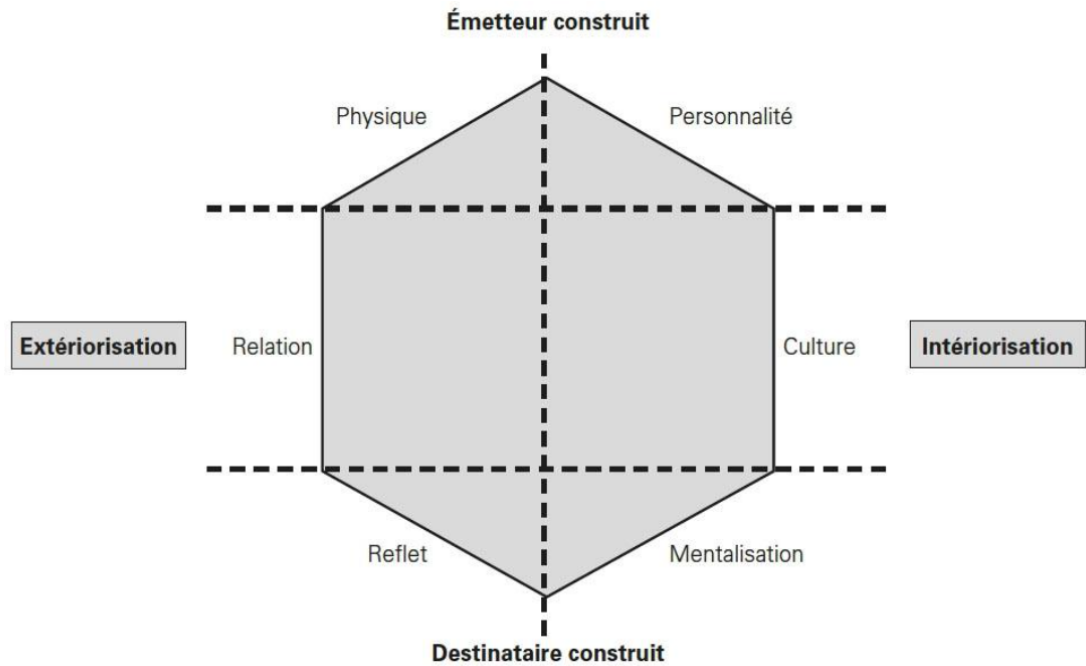 Émetteur construit
Physique
Personnalité
Extériorisation
Relation
Culture
Intériorisation
Reflet
Mentalisation
Destinataire construit